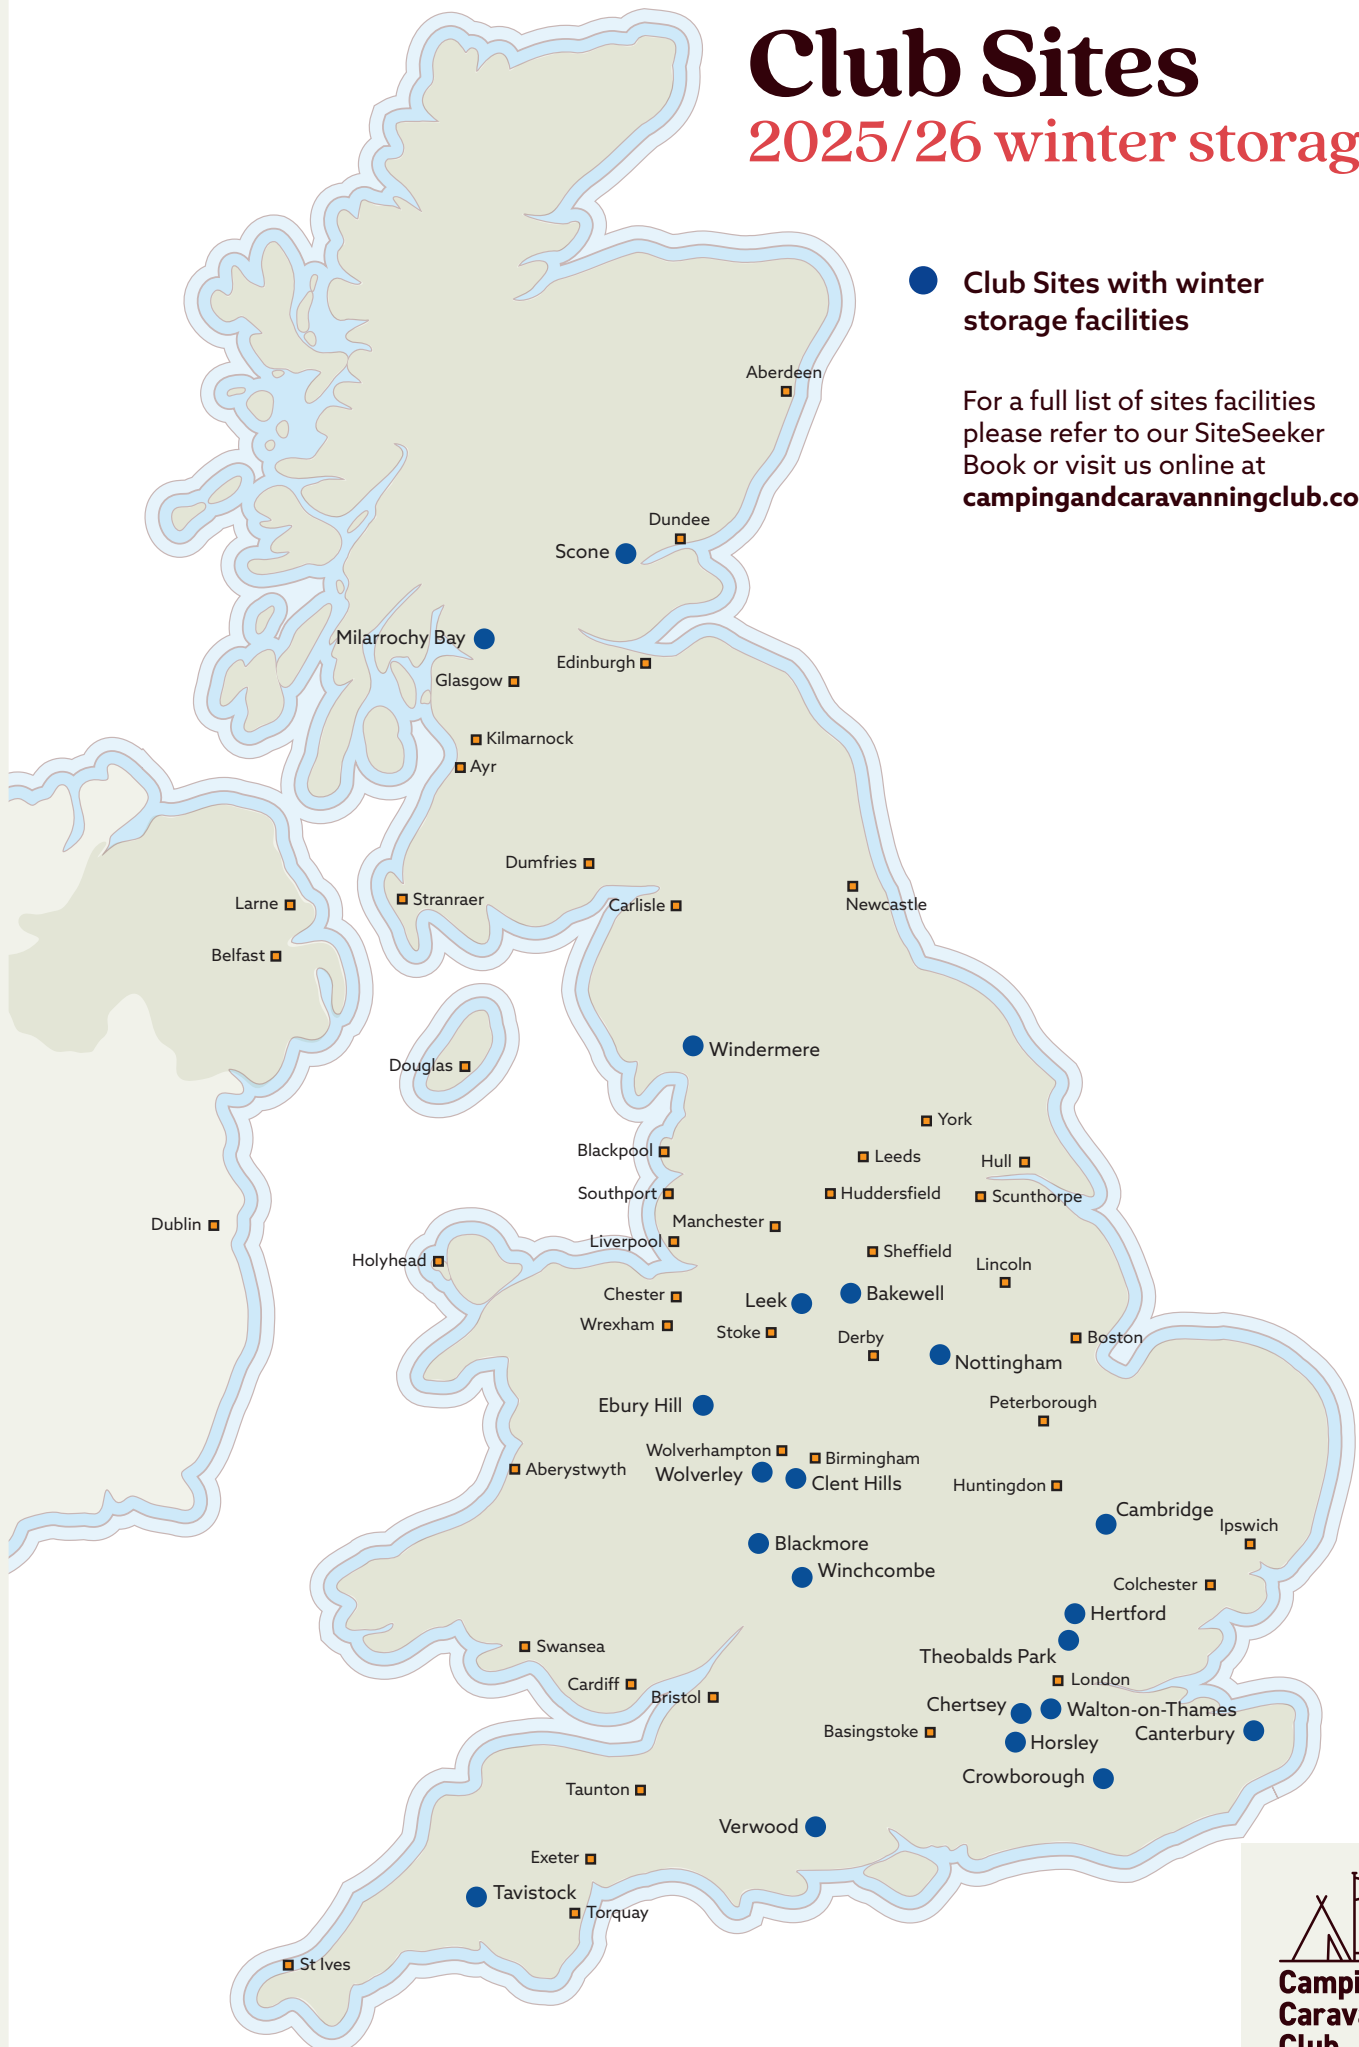 Club Sites
2025/26 winter storag
Club Sites with winter
storage facilities
For a full list of sites facilities
please refer to our SiteSeeker
Book or visit us online at
campingandcaravanningclub.co
Aberdeen
Dundee
Scone
Milarrochy Bay
Edinburgh
Glasgow
Kilmarnock
Ayr
Dumfries
Stranraer
Larne
Carlisle
Newcastle
Belfast
Windermere
Douglas
York
Blackpool
Leeds
Hull
Southport
Huddersfield
Scunthorpe
Dublin
Manchester
Liverpool
Holyhead
Sheffield
Lincoln
Chester
Leek
Bakewell
Wrexham
Stoke
Derby
Boston
Nottingham
Ebury Hill
Peterborough
Wolverhampton
Birmingham
Aberystwyth
Wolverley
Clent Hills
Huntingdon
Cambridge
Ipswich
Blackmore
Winchcombe
Colchester
Hertford
Swansea
Theobalds Park
Cardiff
London
Bristol
Chertsey
Walton-on-Thames
Basingstoke
Canterbury
Horsley
Crowborough
Taunton
Verwood
Exeter
Tavistock
Torquay
St Ives
Campi
Carav
Club